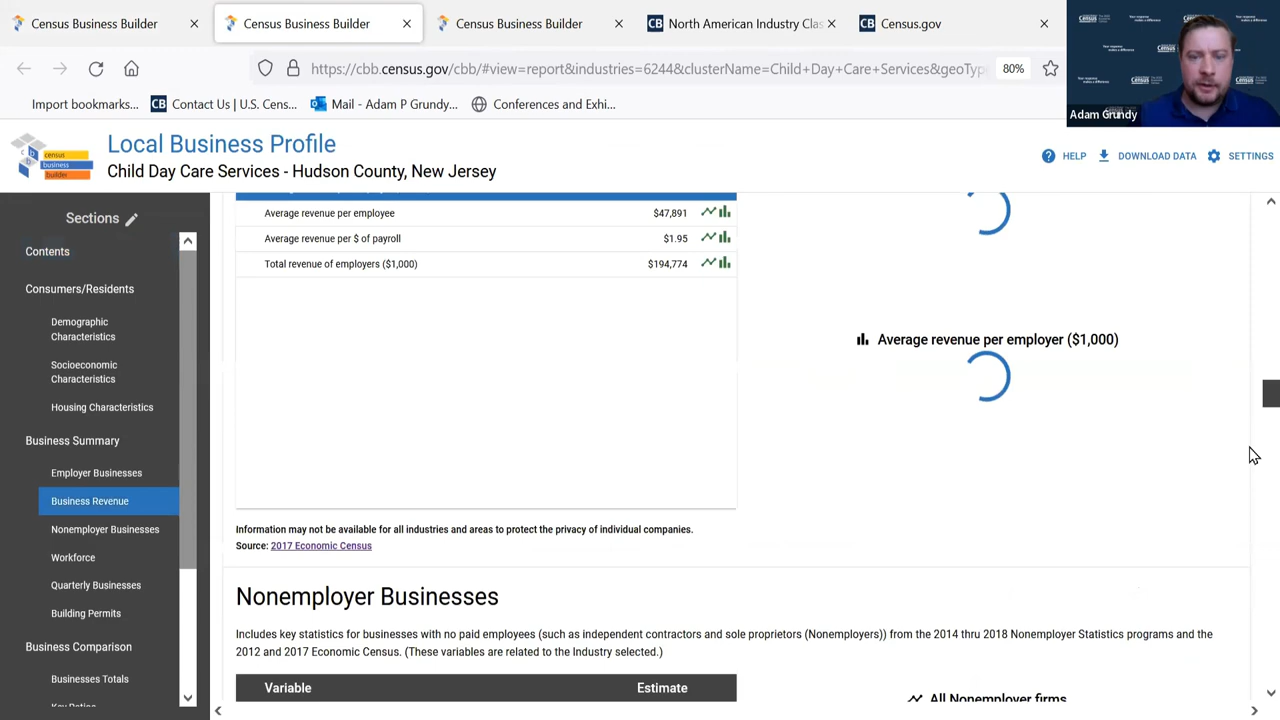 Census Business Builder
Census Business Builder
Census Business Builder
CB North American Industry Clas
CB Census.gov
https://cbb.census.gov/cbb/#view=report&industries=6244&clusterName=Child+Day+Care+Services&geoTyp
80%
Import bookmarks...
CB Contact Us | U.S. Cens...
Mail - Adam P Grundy...
Conferences and Exhi...
Adam Grundy
census
business
builder
Local Business Profile
Child Day Care Services - Hudson County, New Jersey
HELP
DOWNLOAD DATA
SETTINGS
Sections
Contents
Consumers/Residents
Demographic
Characteristics
Socioeconomic
Characteristics
Housing Characteristics
Business Summary
Employer Businesses
Business Revenue
Nonemployer Businesses
Workforce
Quarterly Businesses
Building Permits
Business Comparison
Businesses Totals
Average revenue per employee $47,891
Average revenue per $ of payroll $1.95
Total revenue of employers ($1,000) $194,774
Average revenue per employer ($1,000)
Information may not be available for all industries and areas to protect the privacy of individual companies.
Source: 2017 Economic Census
Nonemployer Businesses
Includes key statistics for businesses with no paid employees (such as independent contractors and sole proprietors (Nonemployers)) from the 2014 thru 2018 Nonemployer Statistics programs and the
2012 and 2017 Economic Census. (These variables are related to the Industry selected.)
Variable Estimate
All Nonemployer firms